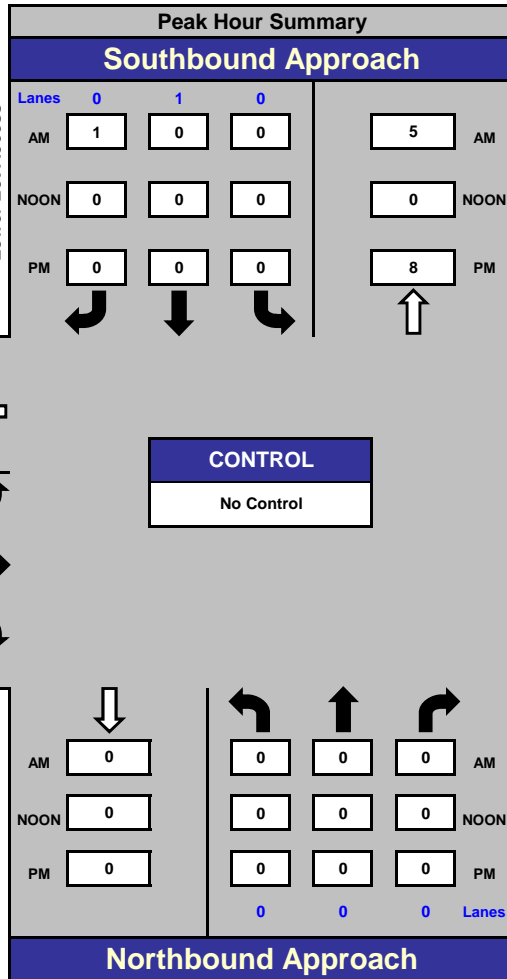 Peak Hour Summary
Southbound Approach
Lanes 0 1 0
AM 1 0 0 5 AM
NOON 0 0 0 0 NOON
PM 0 0 0 8 PM
CONTROL
No Control
AM 0 0 0 0 AM
NOON 0 0 0 0 NOON
PM 0 0 0 0 PM
0 0 0 Lanes
Northbound Approach